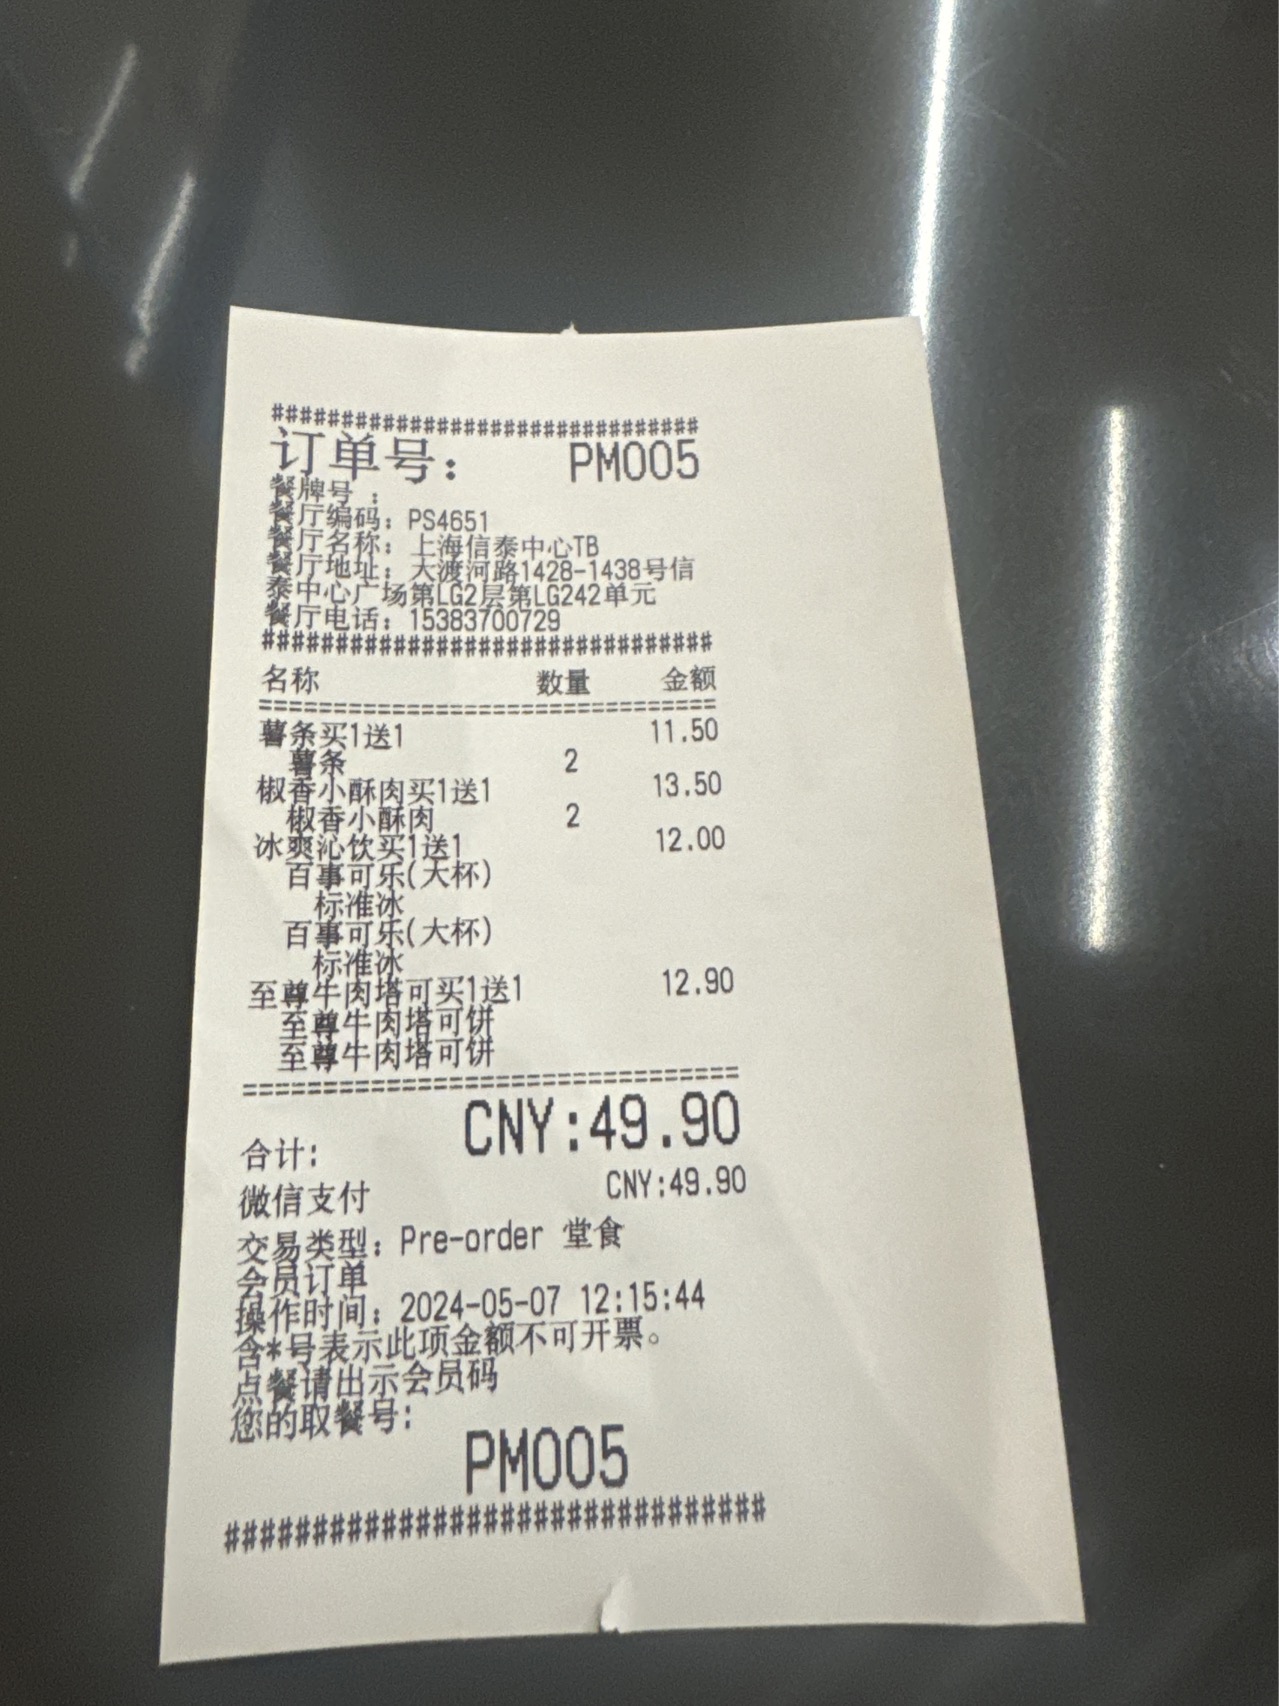 ##############################
订单号： PM005
餐牌号 ：
餐厅编码：PS4651
餐厅名称：上海信泰中心TB
餐厅地址：大渡河路1428-1438号信
泰中心广场第LG2层第LG242单元
餐厅电话：15383700729
##############################
名称 数量 金额
==============================
薯条买1送1 11.50
薯条 2
椒香小酥肉买1送1 13.50
椒香小酥肉 2
冰爽沁饮买1送1 12.00
百事可乐(大杯)
标准冰
百事可乐(大杯)
标准冰
至尊牛肉塔可买1送1 12.90
至尊牛肉塔可饼
至尊牛肉塔可饼
==============================
合计: CNY:49.90
微信支付 CNY:49.90
交易类型：Pre-order 堂食
会员订单
操作时间：2024-05-07 12:15:44
含*号表示此项金额不可开票。
点餐请出示会员码
您的取餐号:
PM005
##############################